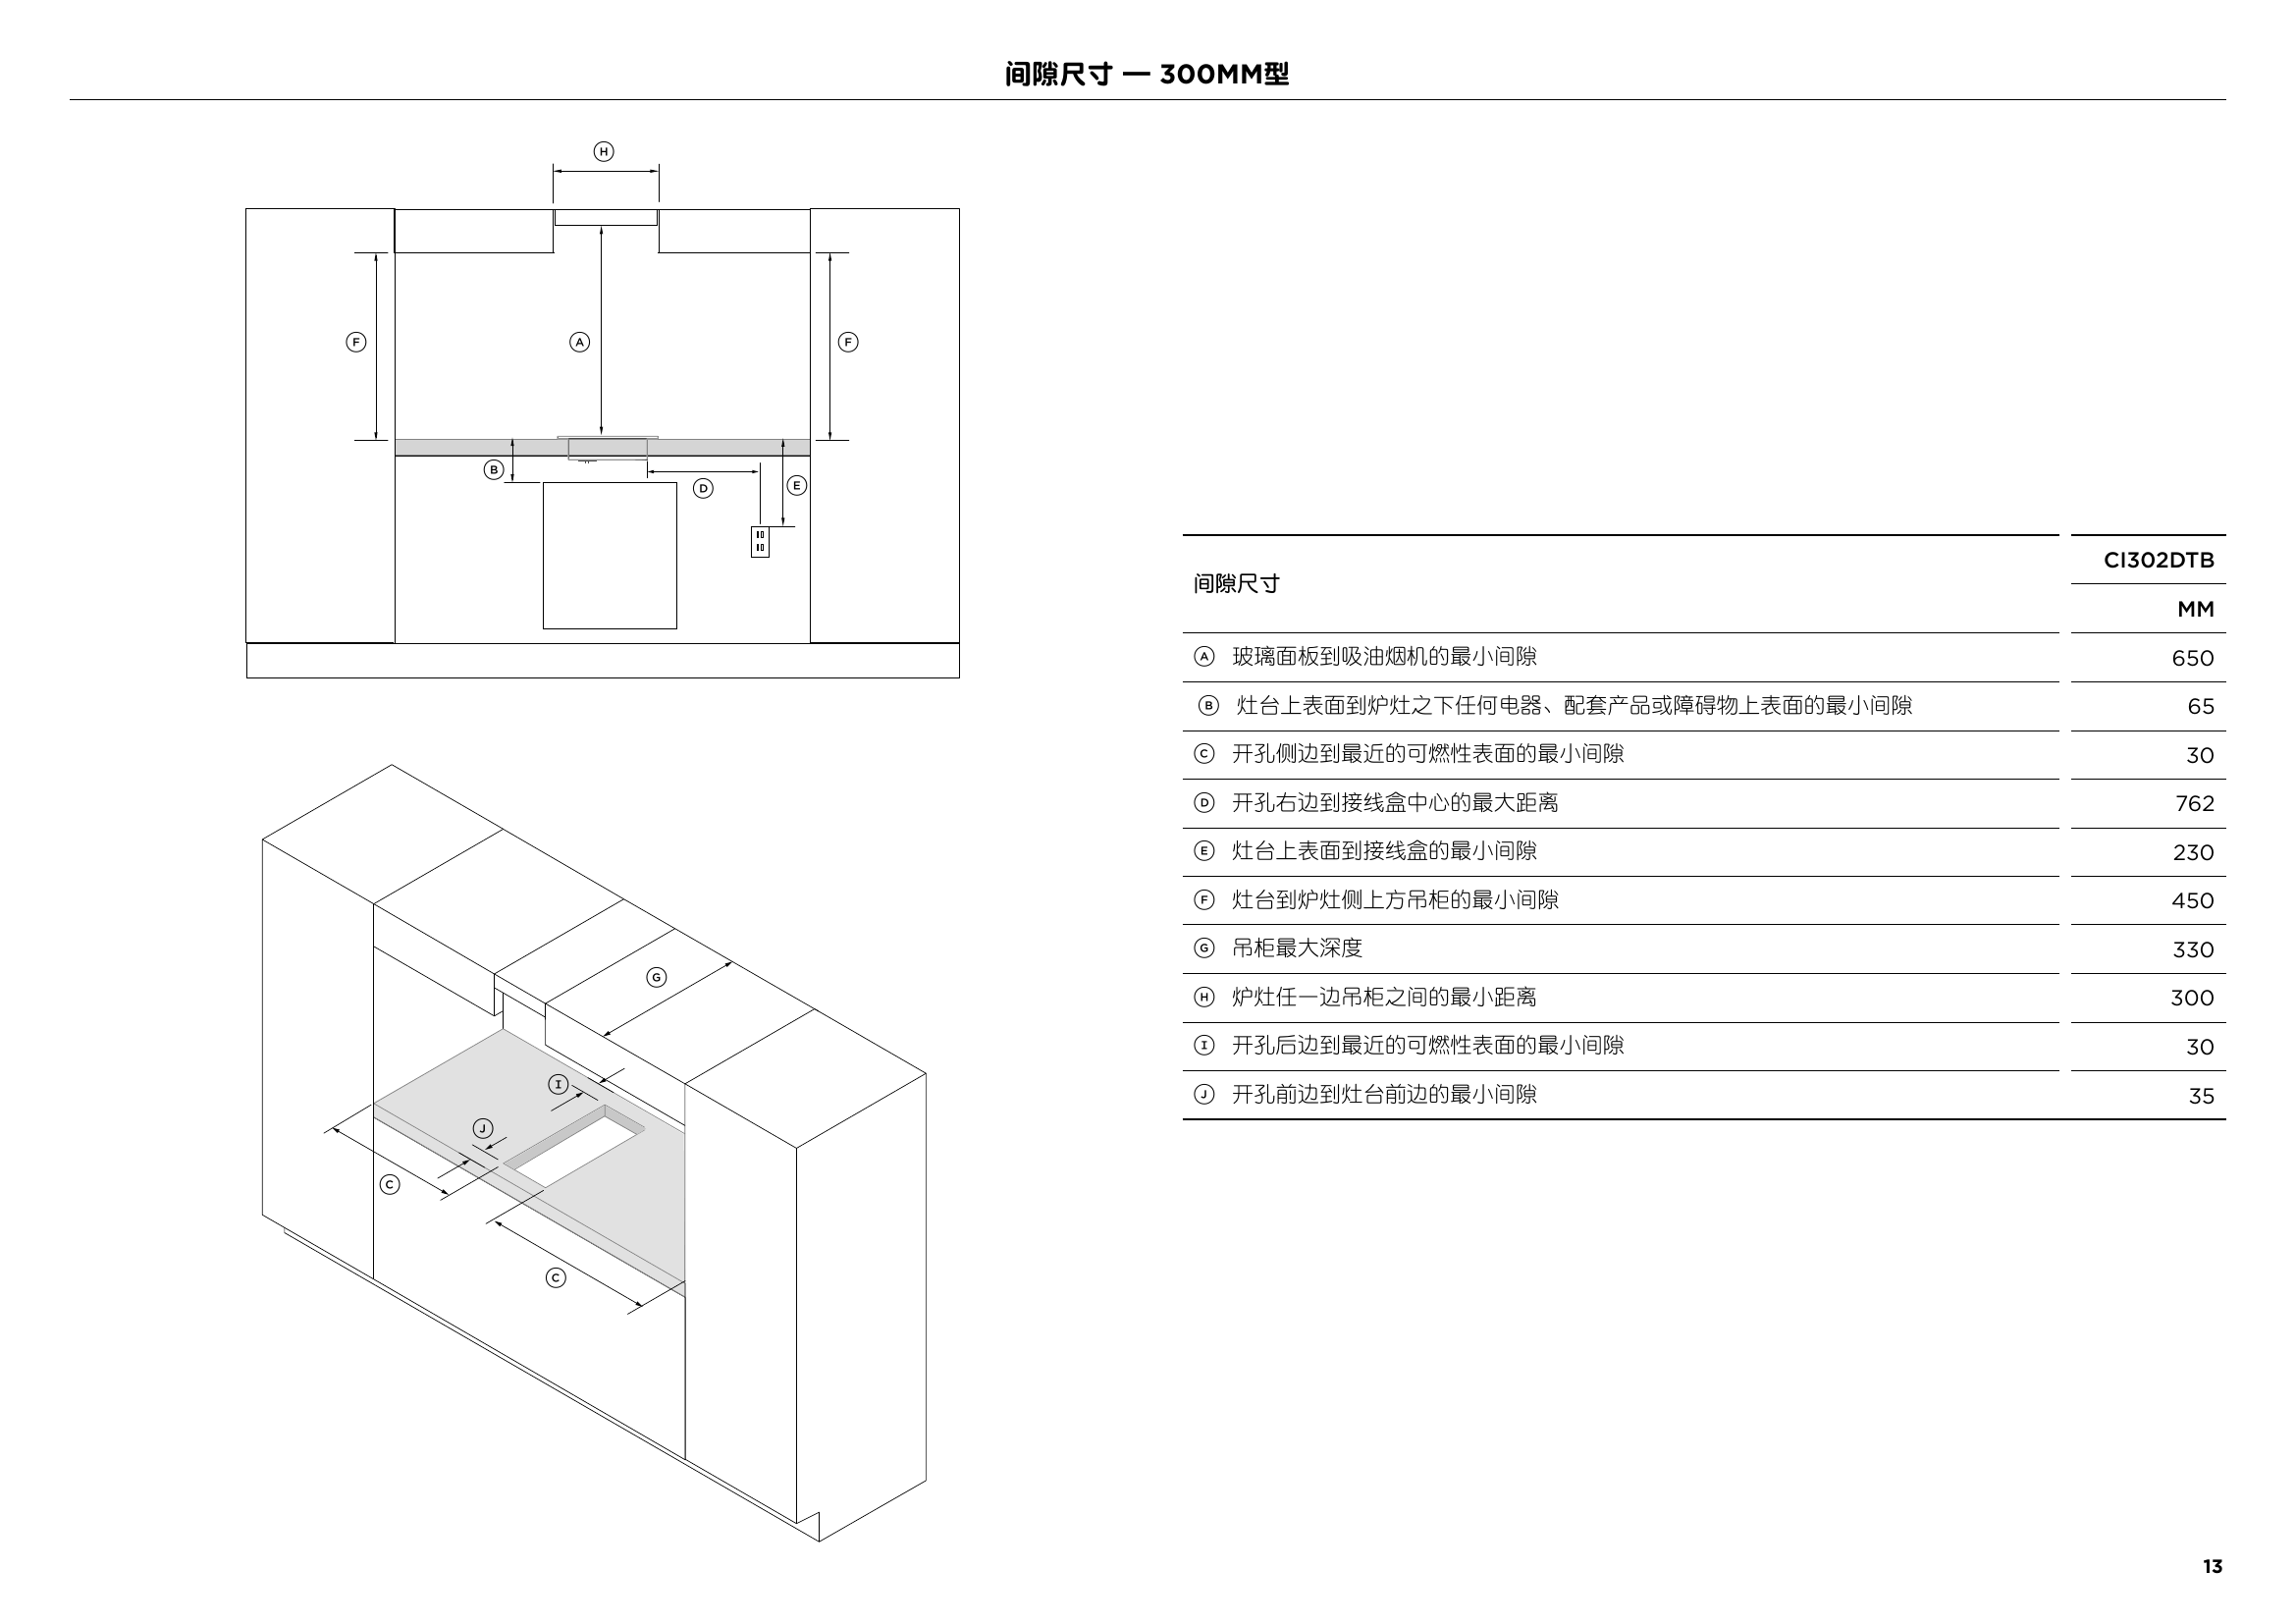 间隙尺寸 — 300MM型
H
F
A
F
B
D
E
G
I
J
C
C
间隙尺寸
CI302DTB
MM
A 玻璃面板到吸油烟机的最小间隙 650
B 灶台上表面到炉灶之下任何电器、配套产品或障碍物上表面的最小间隙 65
C 开孔侧边到最近的可燃性表面的最小间隙 30
D 开孔右边到接线盒中心的最大距离 762
E 灶台上表面到接线盒的最小间隙 230
F 灶台到炉灶侧上方吊柜的最小间隙 450
G 吊柜最大深度 330
H 炉灶任一边吊柜之间的最小距离 300
I 开孔后边到最近的可燃性表面的最小间隙 30
J 开孔前边到灶台前边的最小间隙 35
13